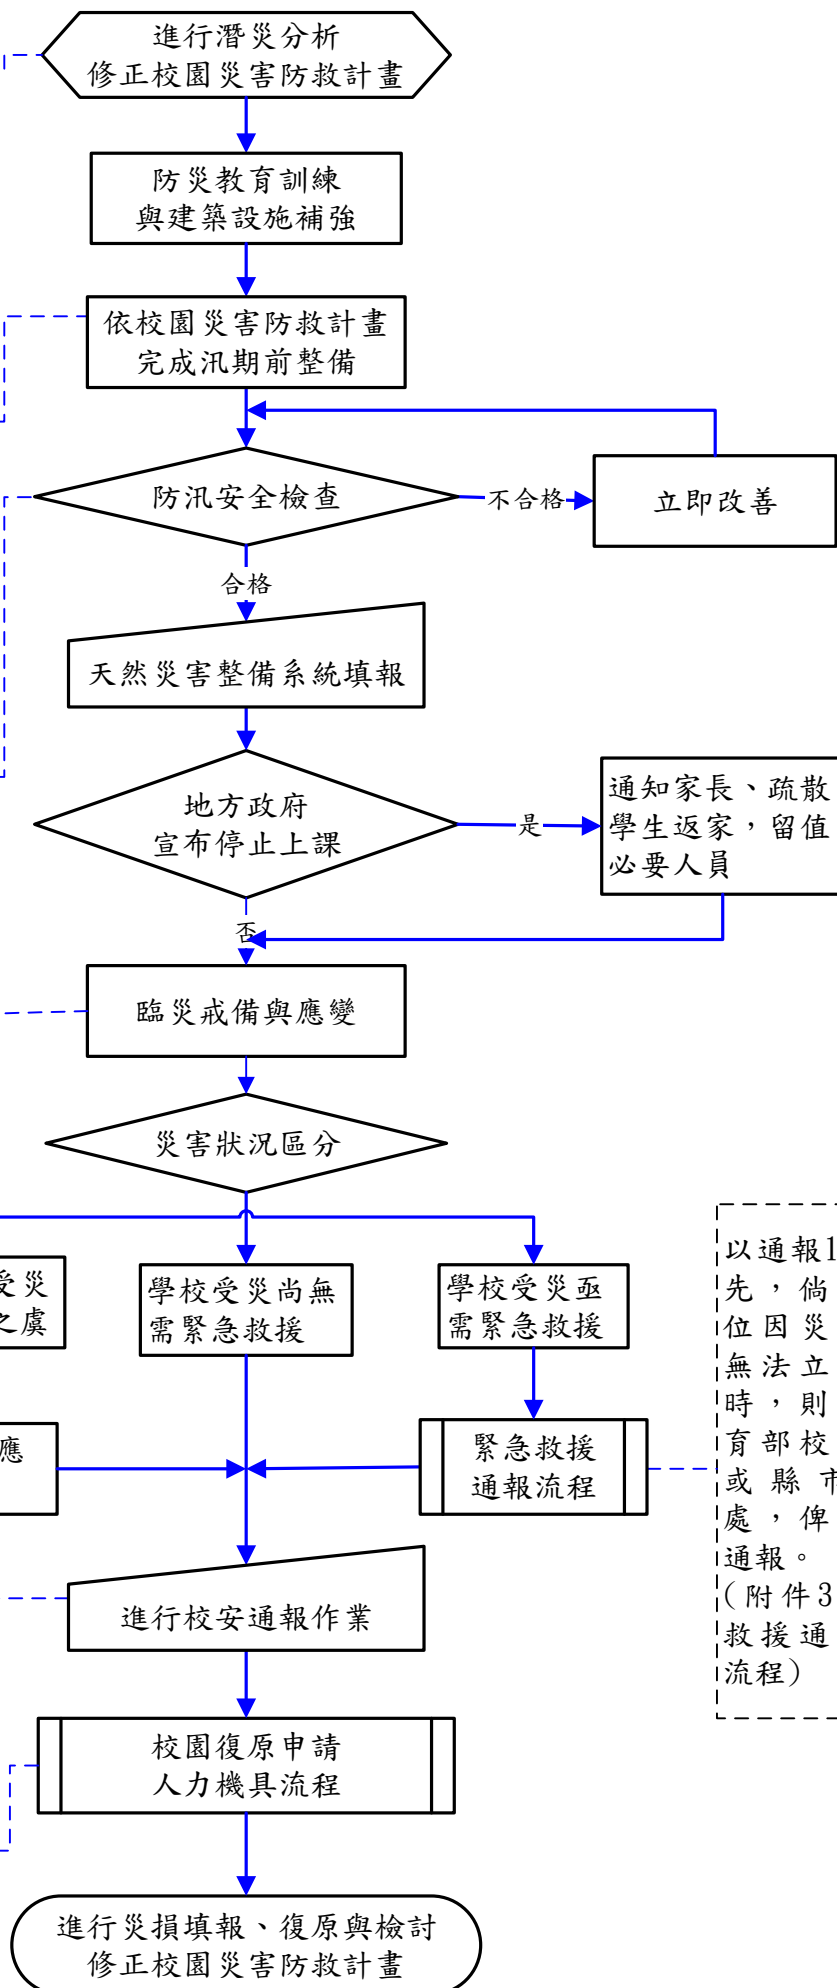 進行潛災分析
修正校園災害防救計畫
防災教育訓練
與建築設施補強
依校園災害防救計畫
完成汛期前整備
防汛安全檢查
不合格
立即改善
合格
天然災害整備系統填報
地方政府
宣布停止上課
是
通知家長、疏散
學生返家，留值
必要人員
否
臨災戒備與應變
災害狀況區分
受災
之虞
學校受災尚無
需緊急救援
學校受災亟
需緊急救援
應
緊急救援
通報流程
以通報1
先，倘
位因災
無法立
時，則
育部校
或縣市
處，俾
通報。
（附件3
救援通
流程）
進行校安通報作業
校園復原申請
人力機具流程
進行災損填報、復原與檢討
修正校園災害防救計畫